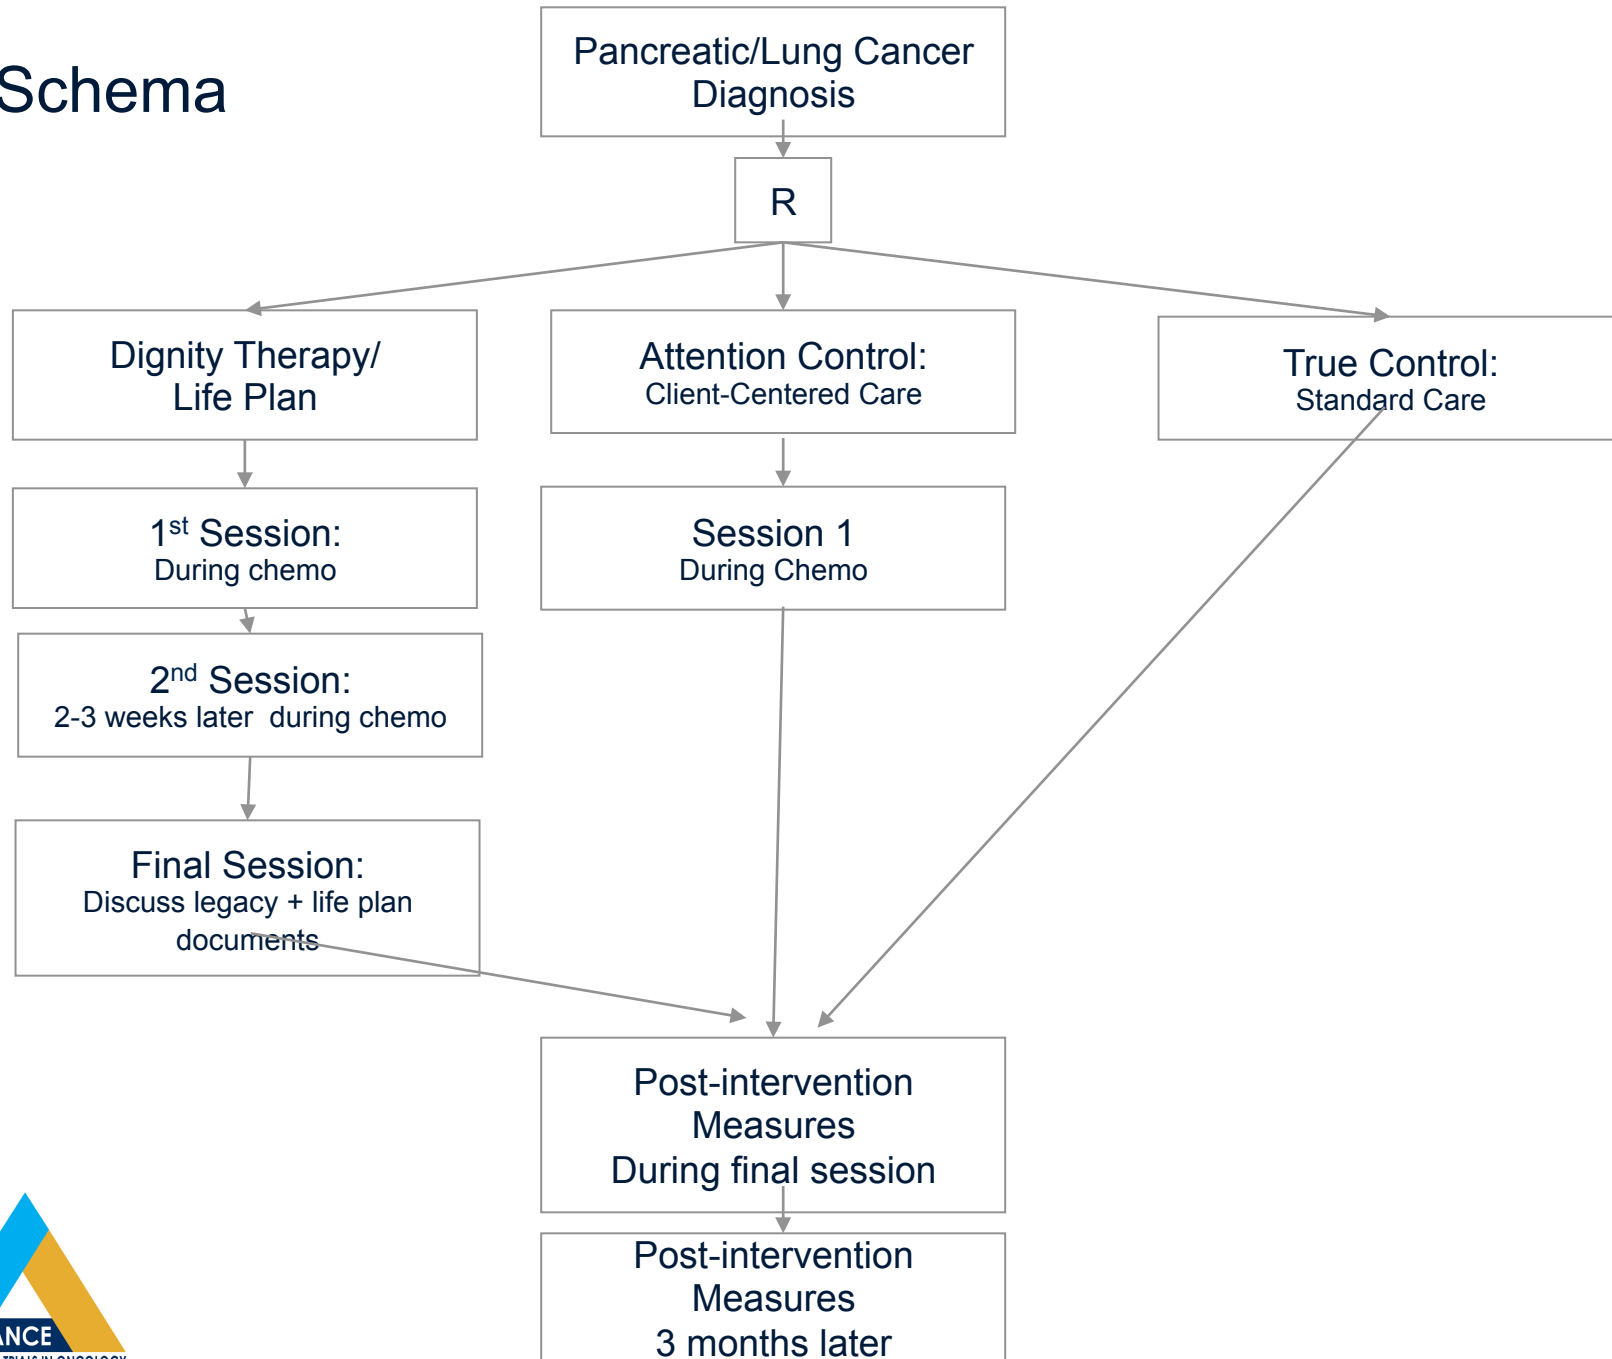 Schema
Pancreatic/Lung Cancer
Diagnosis
R
Dignity Therapy/
Life Plan
Attention Control:
Client-Centered Care
True Control:
Standard Care
1st Session:
During chemo
Session 1
During Chemo
2nd Session:
2-3 weeks later  during chemo
Final Session:
Discuss legacy + life plan
documents
Post-intervention
Measures
During final session
Post-intervention
Measures
3 months later